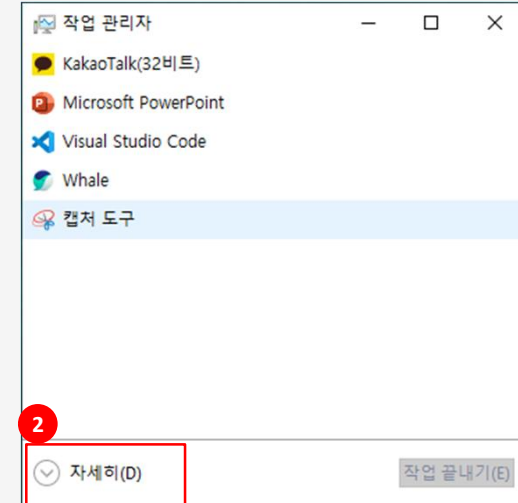 작업 관리자
KakaoTalk(32비트)
Microsoft PowerPoint
Visual Studio Code
Whale
캡처 도구
2
자세히(D)
작업 끝내기(E)